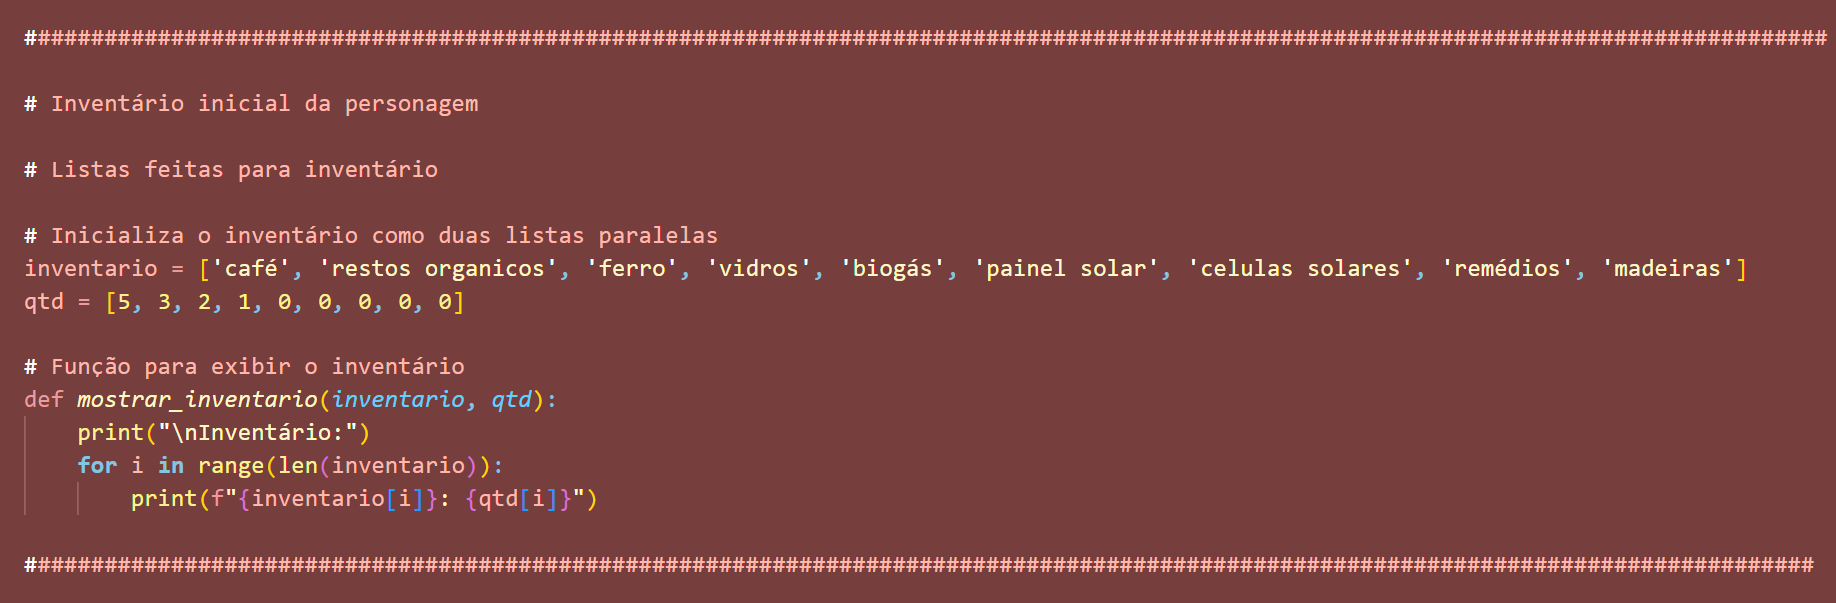 #######################################################################################################################################
# Inventário inicial da personagem
# Listas feitas para inventário
# Inicializa o inventário como duas listas paralelas
inventario = ['café', 'restos organicos', 'ferro', 'vidros', 'biogás', 'painel solar', 'celulas solares', 'remédios', 'madeiras']
qtd = [5, 3, 2, 1, 0, 0, 0, 0, 0]
# Função para exibir o inventário
def mostrar_inventario(inventario, qtd):
print("\nInventário:")
for i in range(len(inventario)):
print(f"{inventario[i]}: {qtd[i]}")
######################################################################################################################################